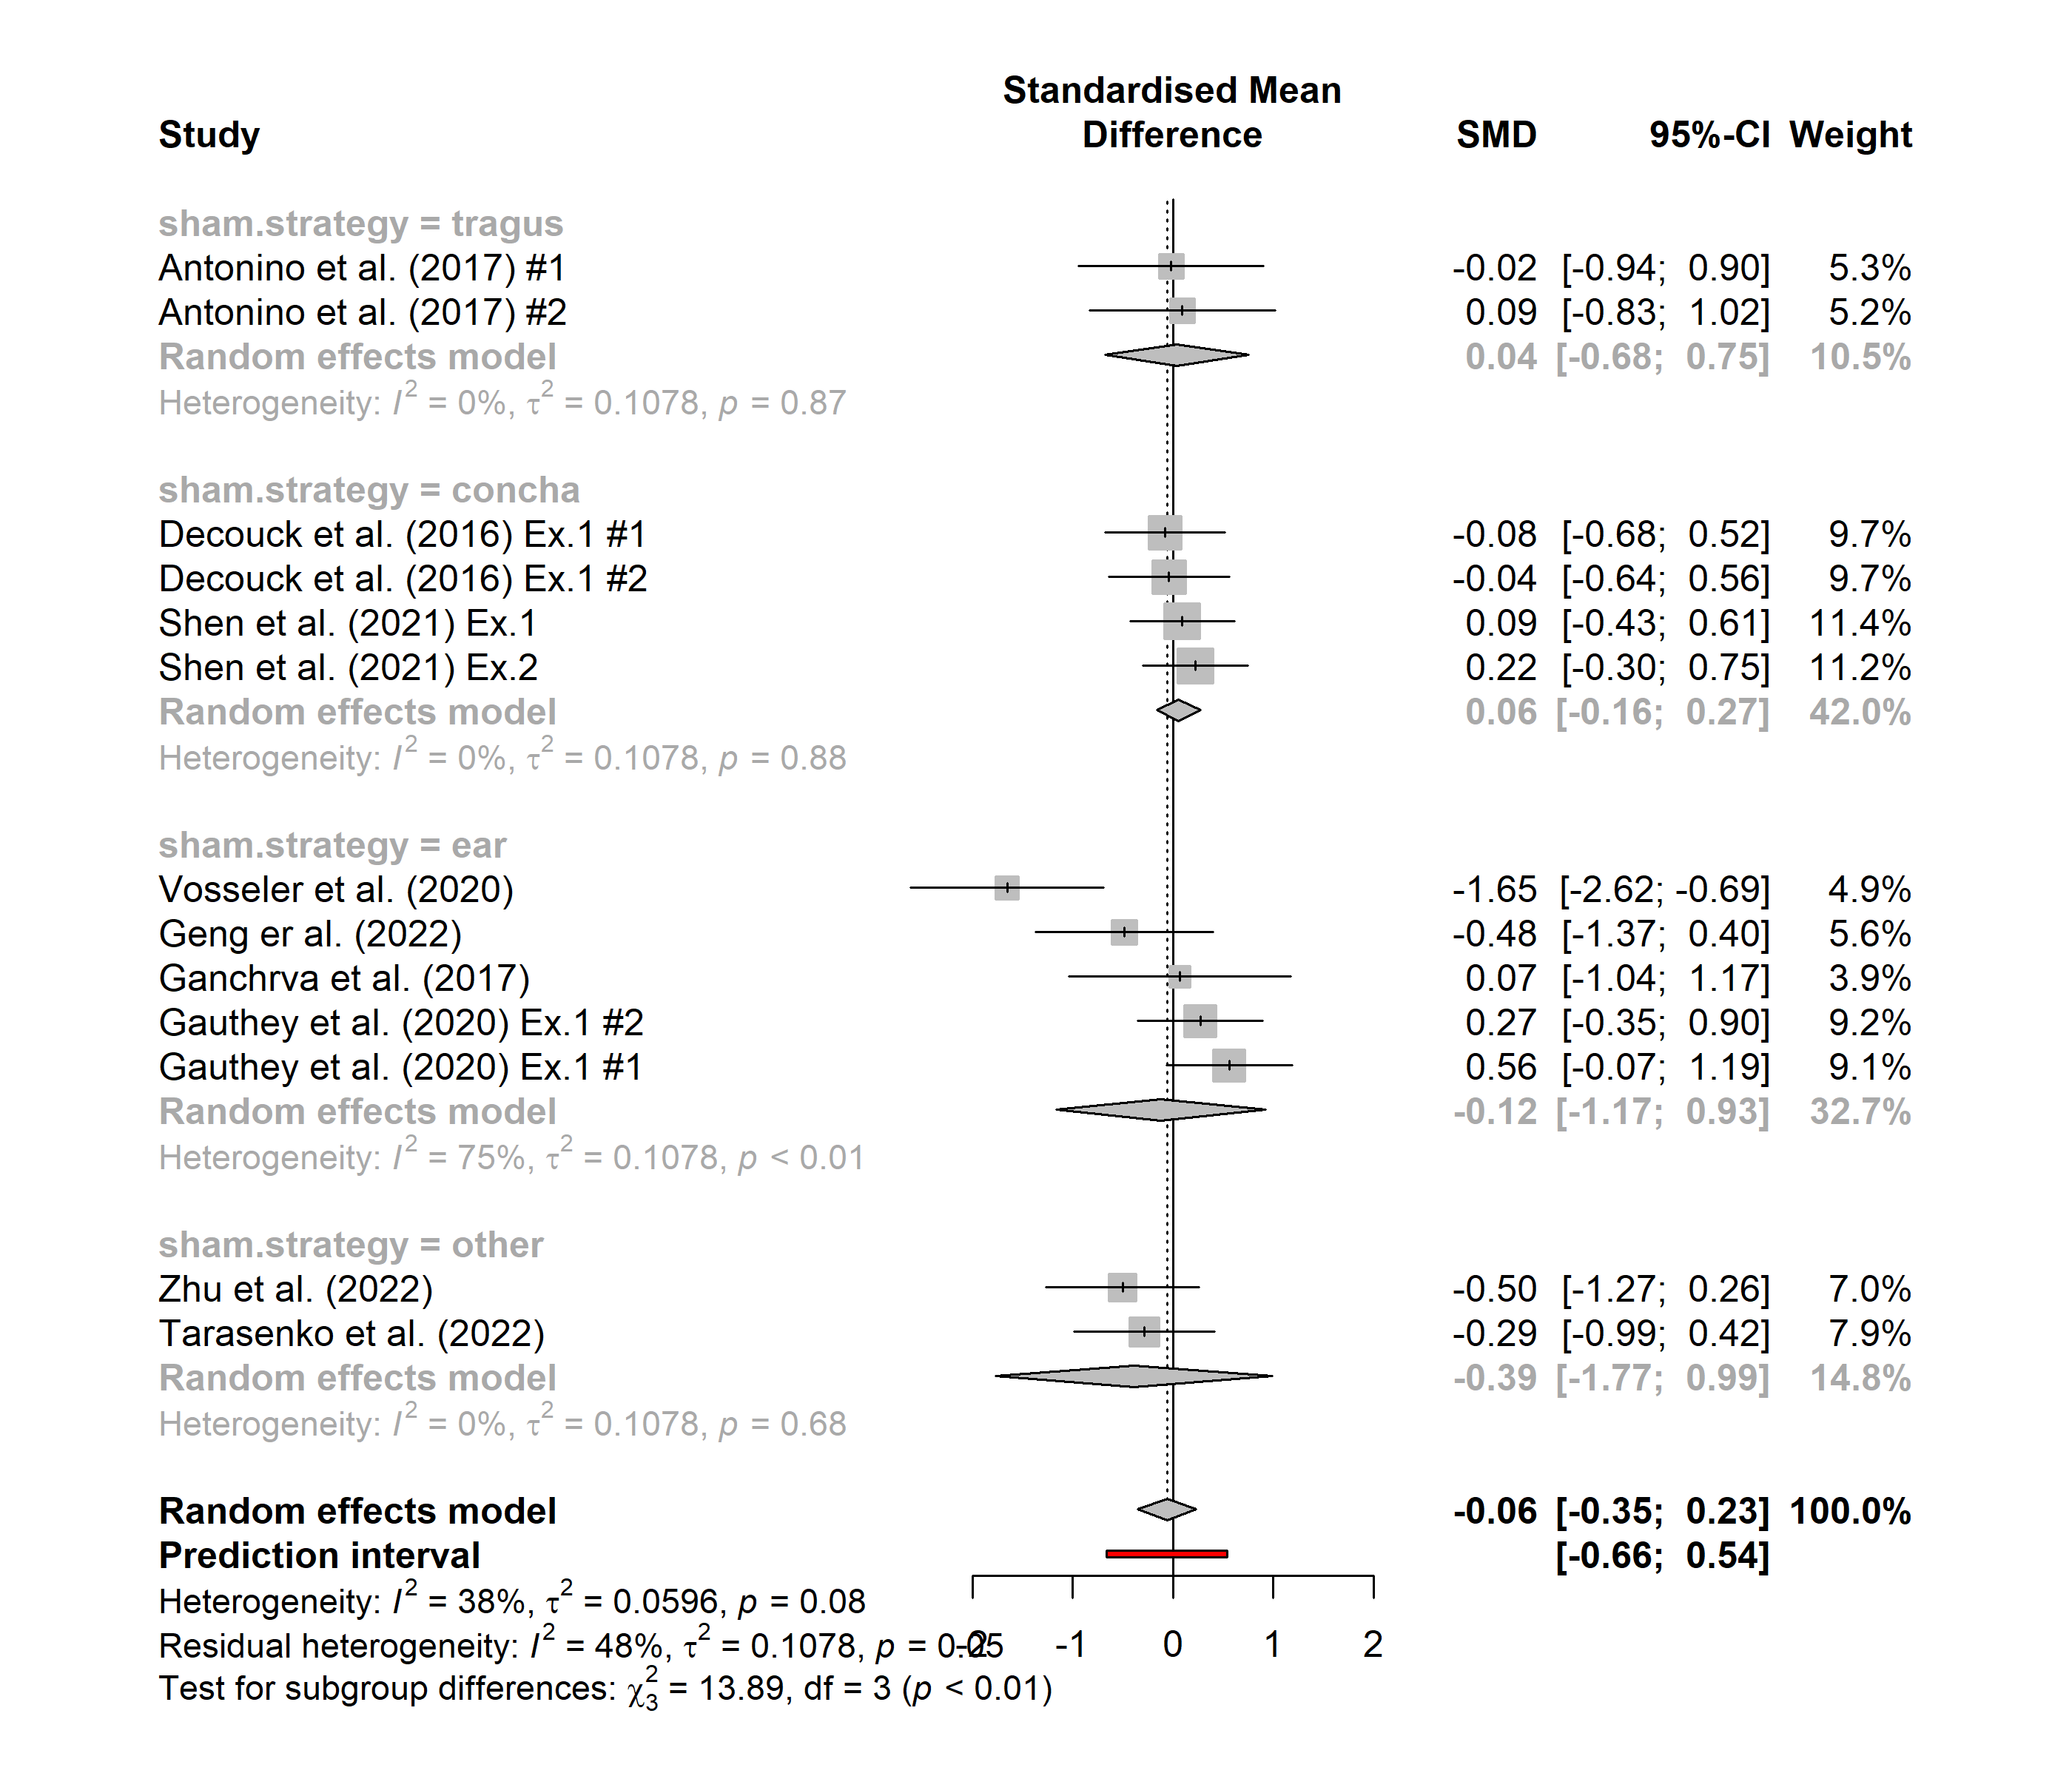 Standardised Mean
Study Difference SMD 95%-CI Weight
sham.strategy = tragus
Antonino et al. (2017) #1 -0.02 [-0.94; 0.90] 5.3%
Antonino et al. (2017) #2 0.09 [-0.83; 1.02] 5.2%
Random effects model 0.04 [-0.68; 0.75] 10.5%
Heterogeneity: I² = 0%, τ² = 0.1078, p = 0.87
sham.strategy = concha
Decouck et al. (2016) Ex.1 #1 -0.08 [-0.68; 0.52] 9.7%
Decouck et al. (2016) Ex.1 #2 -0.04 [-0.64; 0.56] 9.7%
Shen et al. (2021) Ex.1 0.09 [-0.43; 0.61] 11.4%
Shen et al. (2021) Ex.2 0.22 [-0.30; 0.75] 11.2%
Random effects model 0.06 [-0.16; 0.27] 42.0%
Heterogeneity: I² = 0%, τ² = 0.1078, p = 0.88
sham.strategy = ear
Vosseler et al. (2020) -1.65 [-2.62; -0.69] 4.9%
Geng er al. (2022) -0.48 [-1.37; 0.40] 5.6%
Ganchrva et al. (2017) 0.07 [-1.04; 1.17] 3.9%
Gauthey et al. (2020) Ex.1 #2 0.27 [-0.35; 0.90] 9.2%
Gauthey et al. (2020) Ex.1 #1 0.56 [-0.07; 1.19] 9.1%
Random effects model -0.12 [-1.17; 0.93] 32.7%
Heterogeneity: I² = 75%, τ² = 0.1078, p < 0.01
sham.strategy = other
Zhu et al. (2022) -0.50 [-1.27; 0.26] 7.0%
Tarasenko et al. (2022) -0.29 [-0.99; 0.42] 7.9%
Random effects model -0.39 [-1.77; 0.99] 14.8%
Heterogeneity: I² = 0%, τ² = 0.1078, p = 0.68
Random effects model -0.06 [-0.35; 0.23] 100.0%
Prediction interval [-0.66; 0.54]
Heterogeneity: I² = 38%, τ² = 0.0596, p = 0.08
Residual heterogeneity: I² = 48%, τ² = 0.1078, p = 0.05 -2 -1 0 1 2
Test for subgroup differences: χ²₃ = 13.89, df = 3 (p < 0.01)